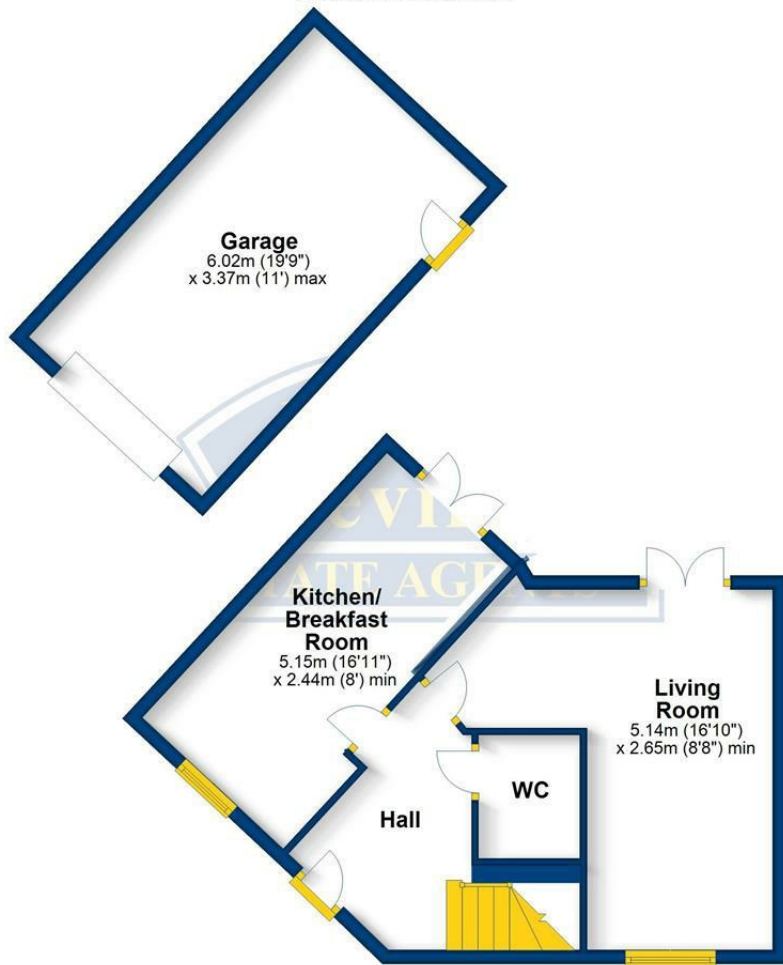 Garage
6.02m (19'9")
x 3.37m (11') max
Kitchen/
Breakfast
Room
5.15m (16'11")
x 2.44m (8') min
Living
Room
5.14m (16'10")
x 2.65m (8'8") min
WC
Hall